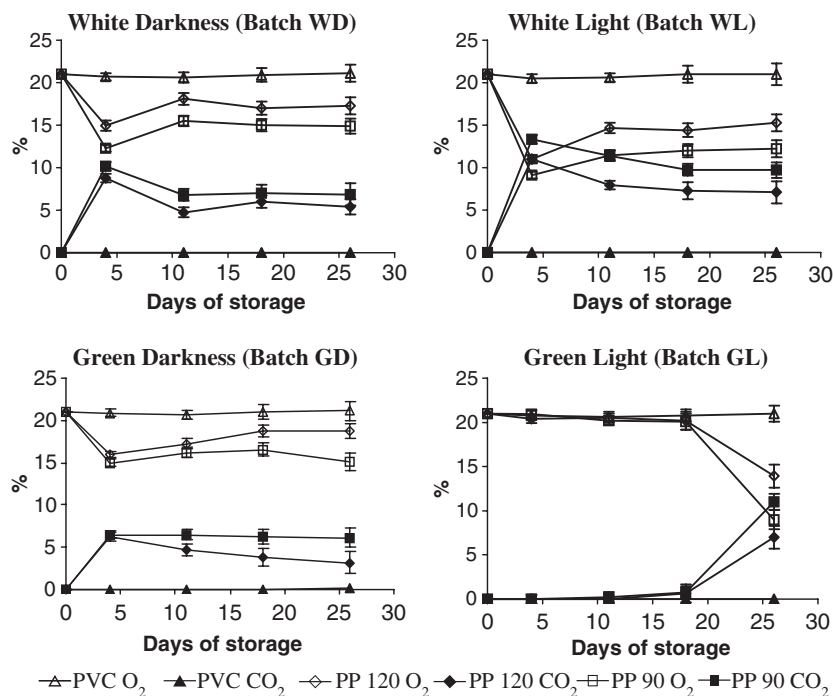 White Darkness (Batch WD)
25
20
15
10
5
0
%
0 5 10 15 20 25 30
Days of storage
White Light (Batch WL)
25
20
15
10
5
0
%
0 5 10 15 20 25 30
Days of storage
Green Darkness (Batch GD)
25
20
15
10
5
0
%
0 5 10 15 20 25 30
Days of storage
Green Light (Batch GL)
25
20
15
10
5
0
%
0 5 10 15 20 25 30
Days of storage
PVC O₂ PVC CO₂ PP 120 O₂ PP 120 CO₂ PP 90 O₂ PP 90 CO₂